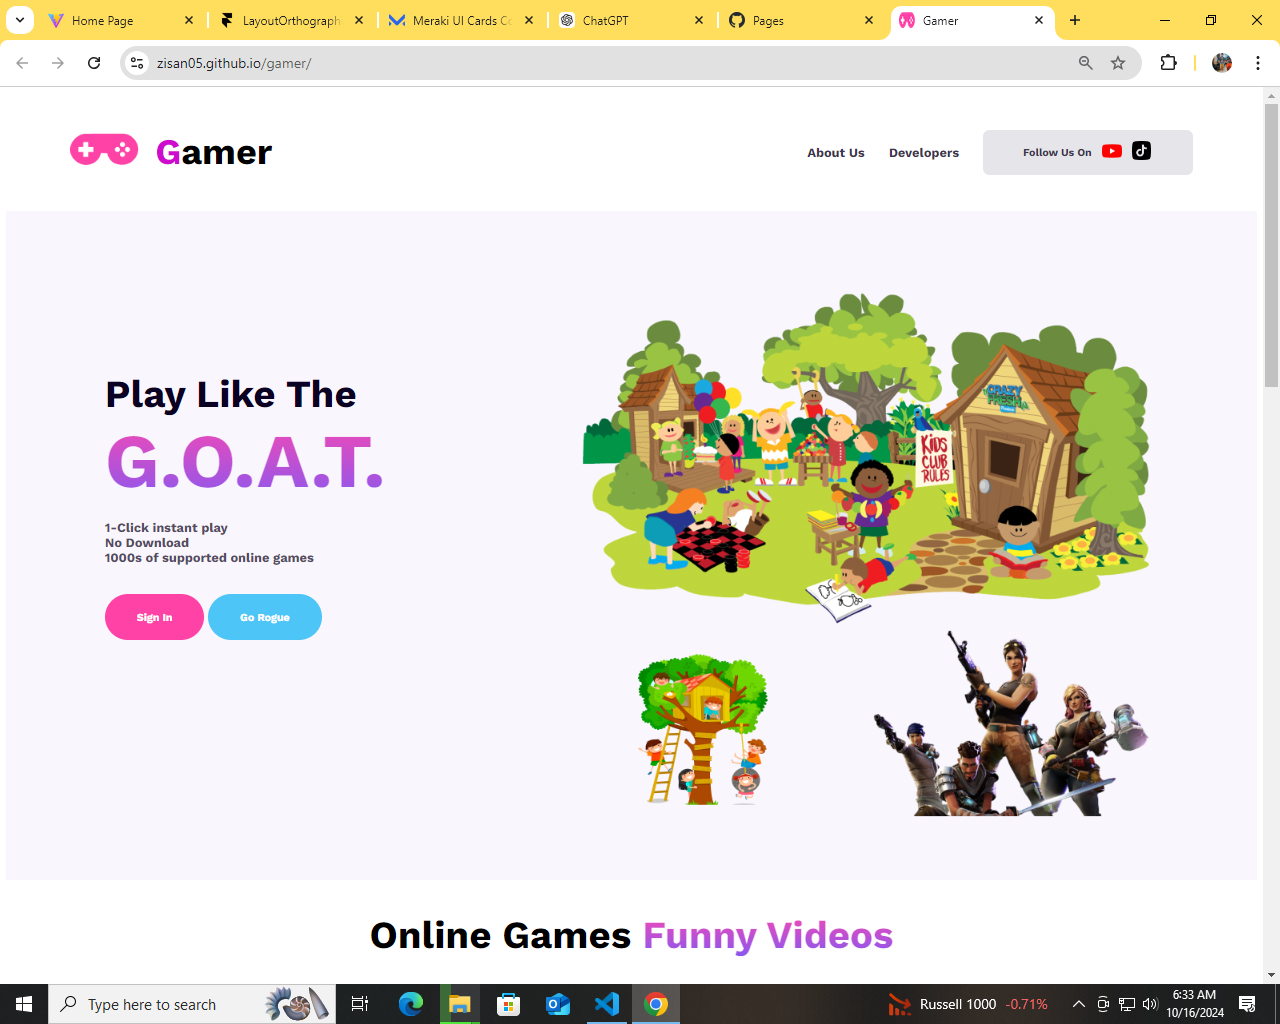 Home Page
LayoutOrthograph
Meraki UI Cards Co
ChatGPT
Pages
Gamer
zisan05.github.io/gamer/
Gamer
About Us
Developers
Follow Us On
Play Like The
G.O.A.T.
1-Click instant play
No Download
1000s of supported online games
Sign In
Go Rogue
CRAZY
FRESH
KIDS
CLUB
RULES
Online Games Funny Videos
Type here to search
Russell 1000 -0.71%
6:33 AM
10/16/2024